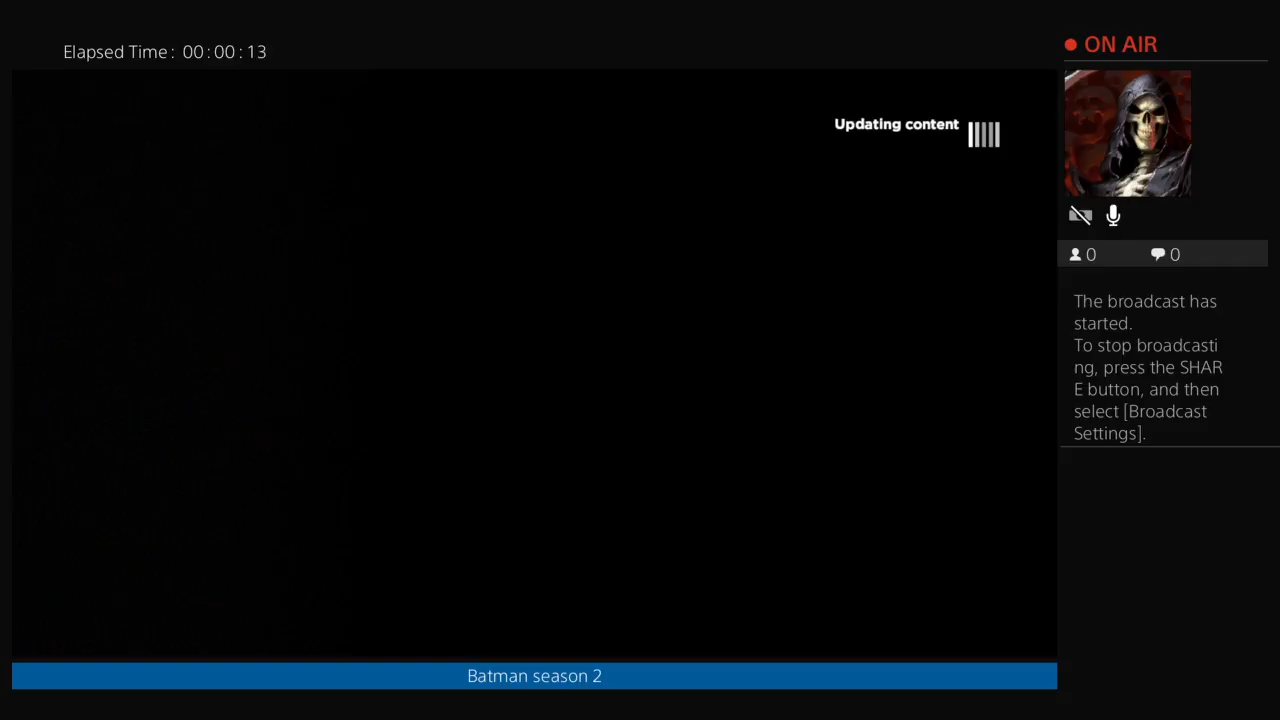 Elapsed Time: 00:00:13
ON AIR
Updating content
0 0
The broadcast has
started.
To stop broadcasti
ng, press the SHAR
E button, and then
select [Broadcast
Settings].
Batman season 2